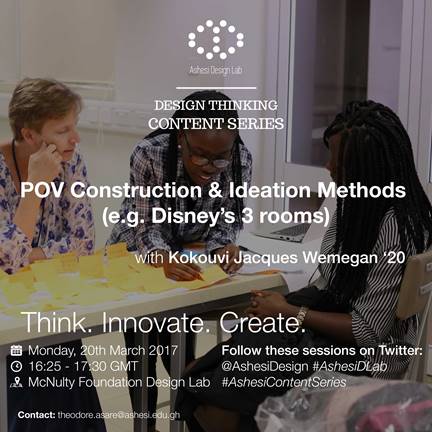 Ashesi Design Lab
DESIGN THINKING
CONTENT SERIES
POV Construction & Ideation Methods
(e.g. Disney's 3 rooms)
with Kokouvi Jacques Wemegan '20
Think. Innovate. Create.
Monday, 20th March 2017
16:25 - 17:30 GMT
McNulty Foundation Design Lab
Follow these sessions on Twitter:
@AshesiDesign #AshesiDLab
#AshesiContentSeries
Contact: theodore.asare@ashesi.edu.gh